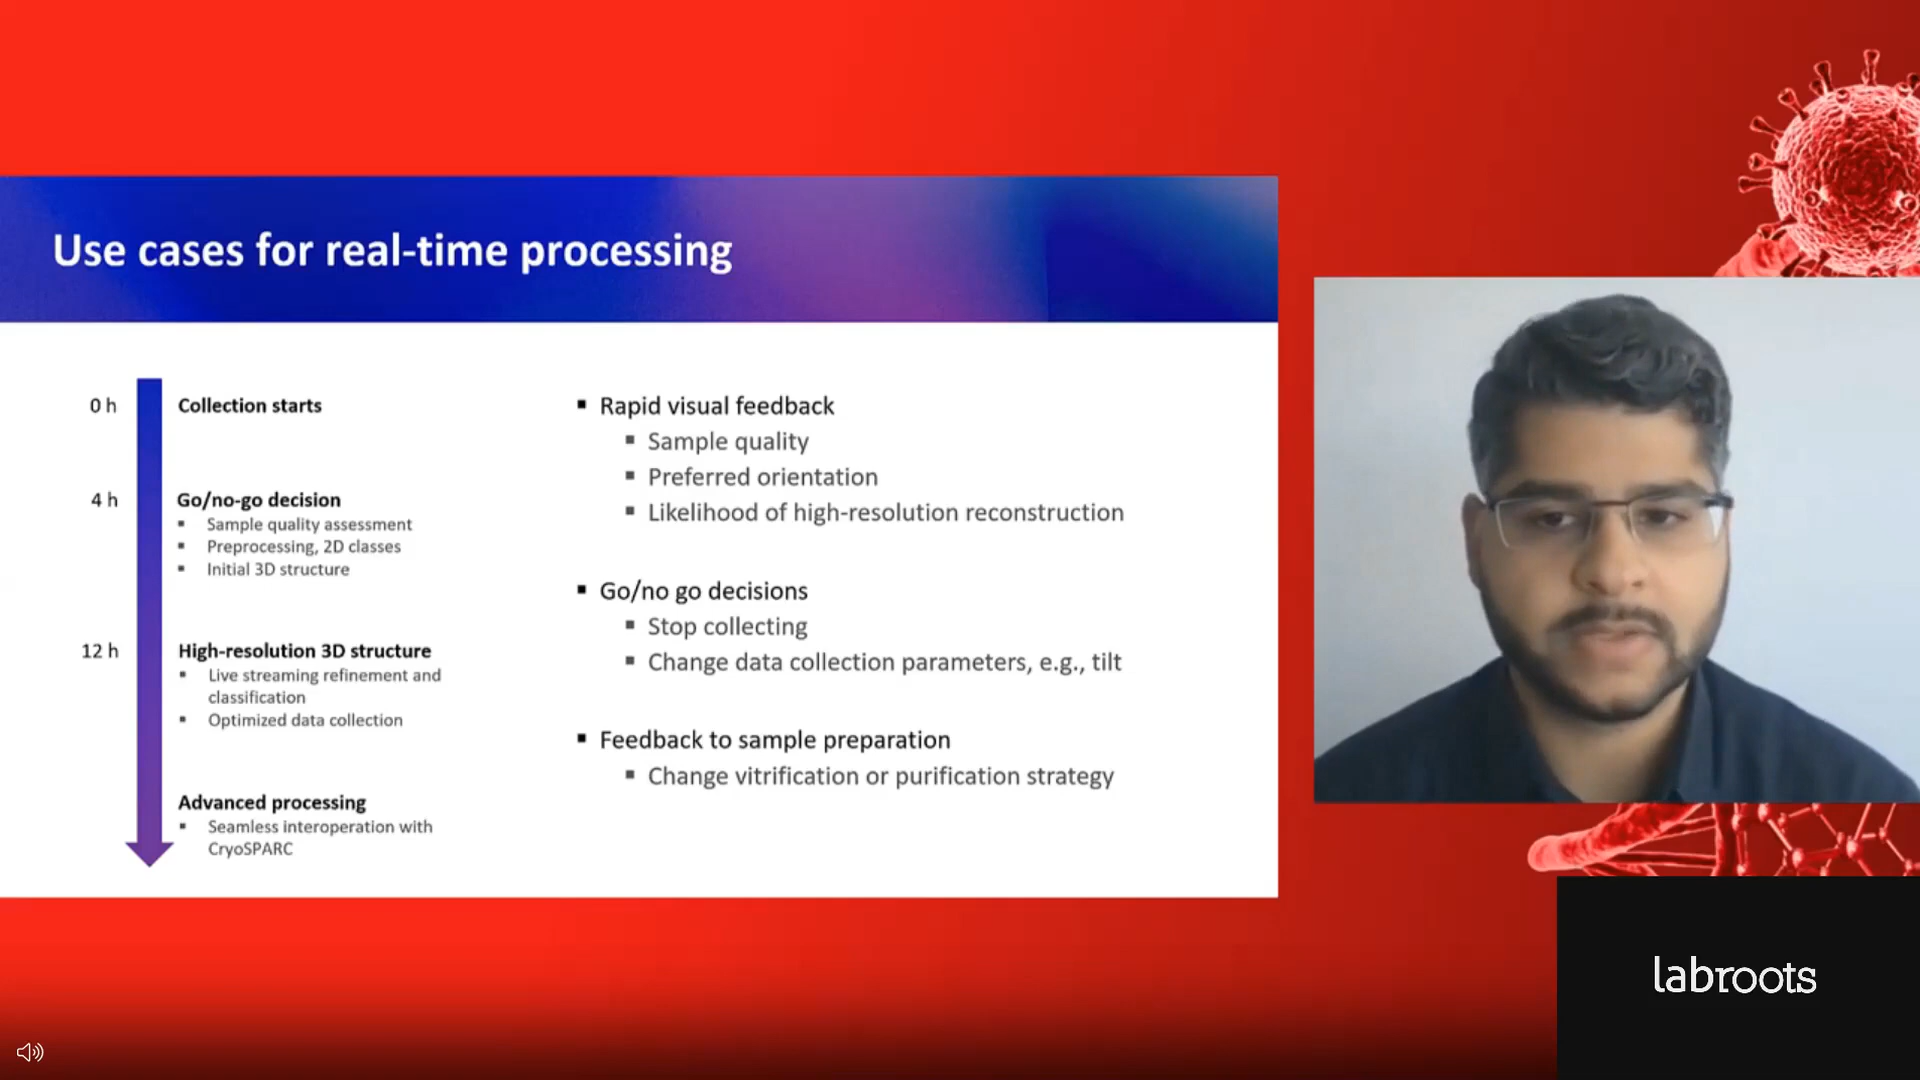 Use cases for real-time processing
0 h
Collection starts
4 h
Go/no-go decision
▪ Sample quality assessment
▪ Preprocessing, 2D classes
▪ Initial 3D structure
12 h
High-resolution 3D structure
▪ Live streaming refinement and
classification
▪ Optimized data collection
Advanced processing
▪ Seamless interoperation with
CryoSPARC
▪ Rapid visual feedback
▪ Sample quality
▪ Preferred orientation
▪ Likelihood of high-resolution reconstruction
▪ Go/no go decisions
▪ Stop collecting
▪ Change data collection parameters, e.g., tilt
▪ Feedback to sample preparation
▪ Change vitrification or purification strategy
labroots